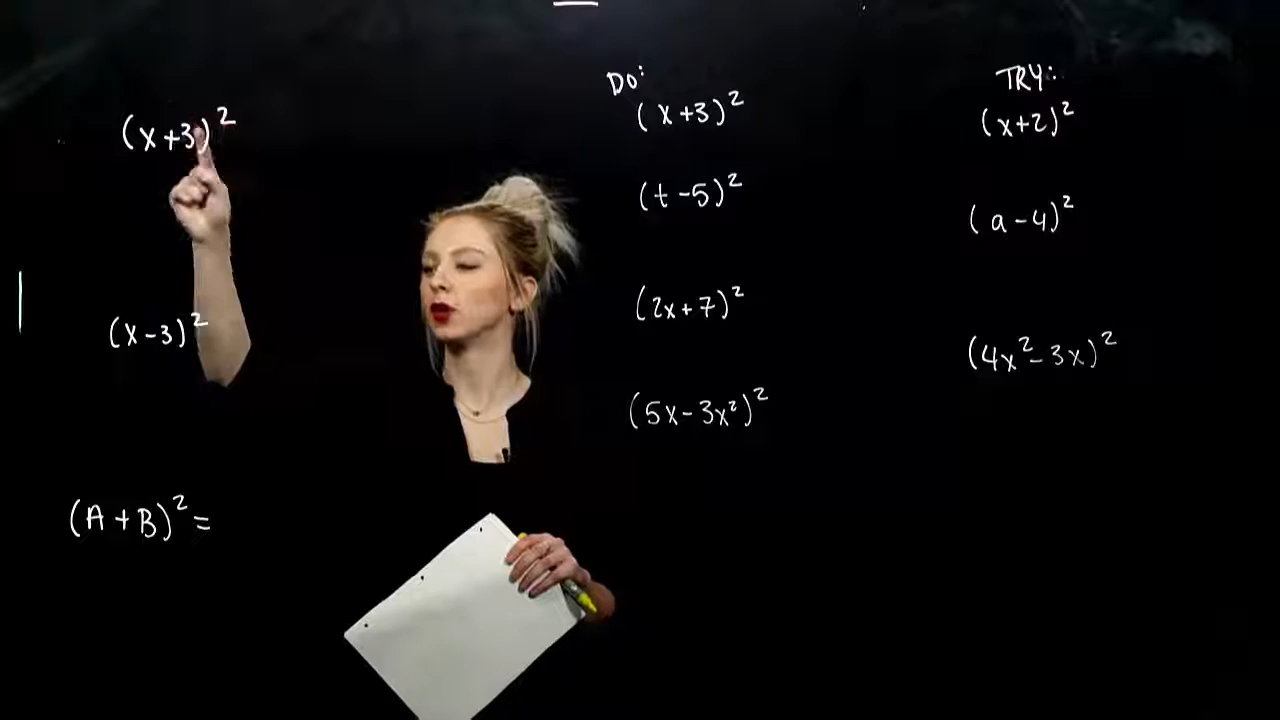 (x+3)²
(x-3)²
(A+B)²=
DO:
(x+3)²
(t-5)²
(2x+7)²
(5x-3x²)²
TRY:
(x+2)²
(a-4)²
(4x²-3x)²